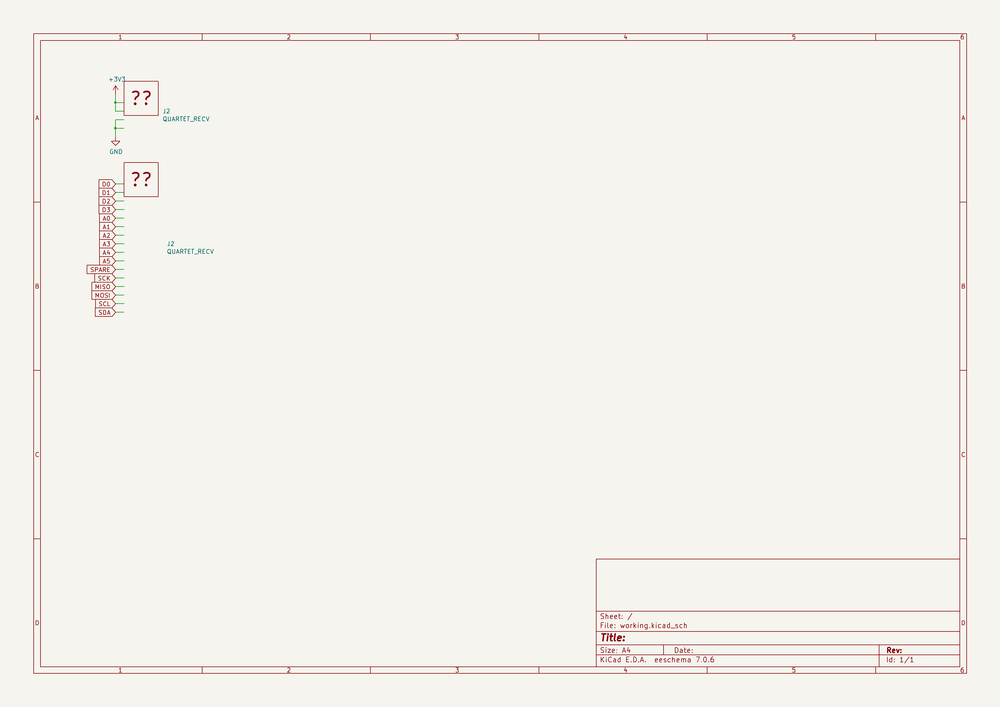 1 2 3 4 5 6
+3V3
??
J2
QUARTET_RECV
A A
GND
??
D0
D1
D2
D3
A0
A1
A2
A3
J2
A4
QUARTET_RECV
A5
SPARE
SCK
MISO
B B
MOSI
SCL
SDA
C C
Sheet: /
D D
File: working.kicad_sch
Title:
Size: A4 Date: Rev:
KiCad E.D.A. eeschema 7.0.6 Id: 1/1
1 2 3 4 5 6